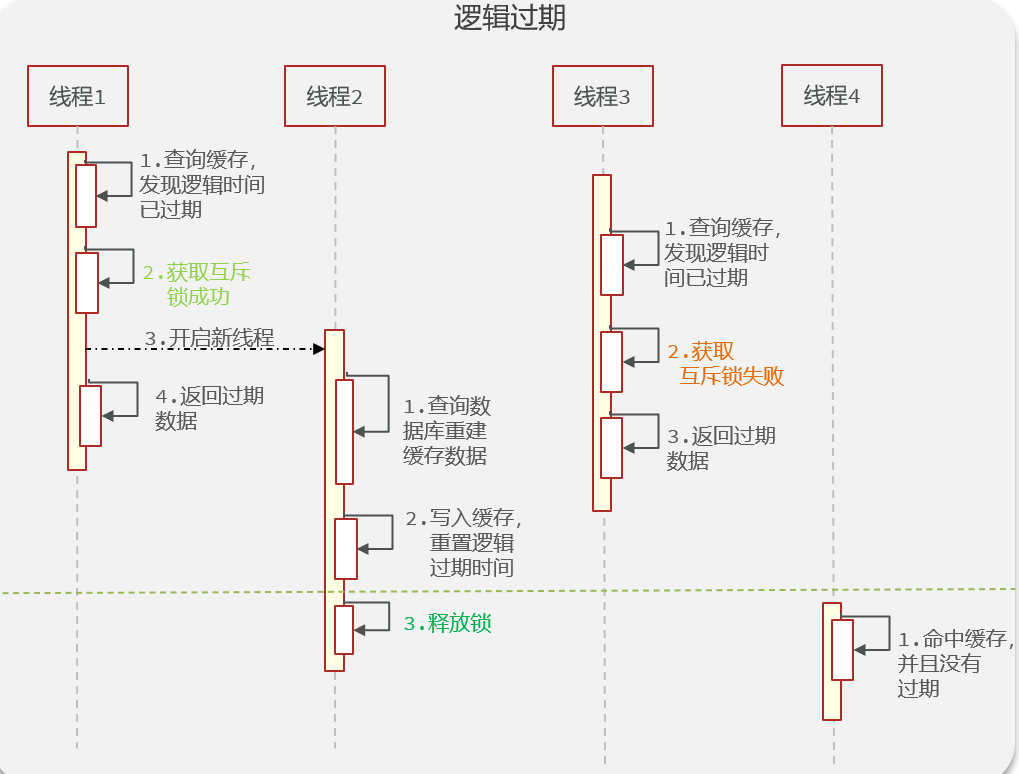 逻辑过期
线程1
线程2
线程3
线程4
1.查询缓存,
发现逻辑时间
已过期
2.获取互斥
锁成功
3.开启新线程
4.返回过期
数据
1.查询数
据库重建
缓存数据
2.写入缓存,
重置逻辑
过期时间
3.释放锁
1.查询缓存,
发现逻辑时
间已过期
2.获取
互斥锁失败
3.返回过期
数据
1.命中缓存,
并且没有
过期